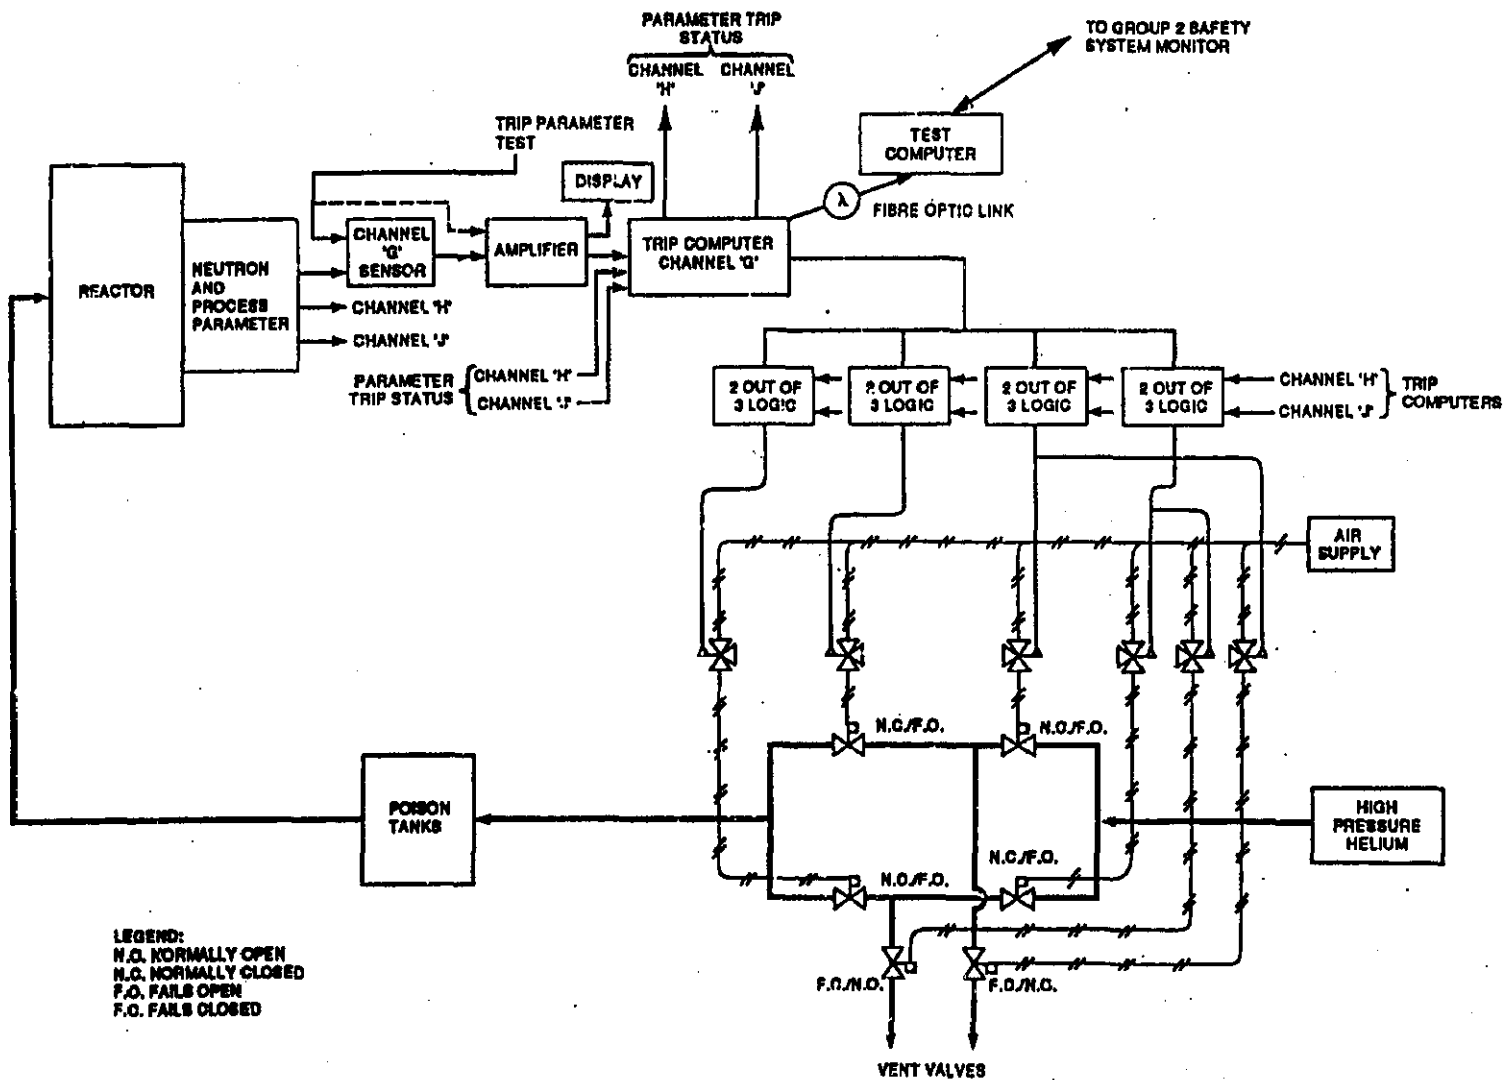 PARAMETER TRIP
STATUS
CHANNEL
'H'
CHANNEL
'J'
TO GROUP 2 SAFETY
SYSTEM MONITOR
TRIP PARAMETER
TEST
TEST
COMPUTER
DISPLAY
λ
FIBRE OPTIC LINK
REACTOR
NEUTRON
AND
PROCESS
PARAMETER
CHANNEL
'G'
SENSOR
AMPLIFIER
TRIP COMPUTER
CHANNEL 'G'
CHANNEL 'H'
CHANNEL 'J'
PARAMETER
TRIP STATUS
CHANNEL 'H'
CHANNEL 'J'
2 OUT OF
3 LOGIC
2 OUT OF
3 LOGIC
2 OUT OF
3 LOGIC
2 OUT OF
3 LOGIC
CHANNEL 'H'
CHANNEL 'J'
TRIP
COMPUTERS
AIR
SUPPLY
N.C./F.O.
N.C./F.O.
POISON
TANKS
HIGH
PRESSURE
HELIUM
N.C./F.O.
N.C./F.O.
F.O./N.O.
F.O./N.O.
VENT VALVES
LEGEND:
N.O. NORMALLY OPEN
N.C. NORMALLY CLOSED
F.O. FAILS OPEN
F.C. FAILS CLOSED